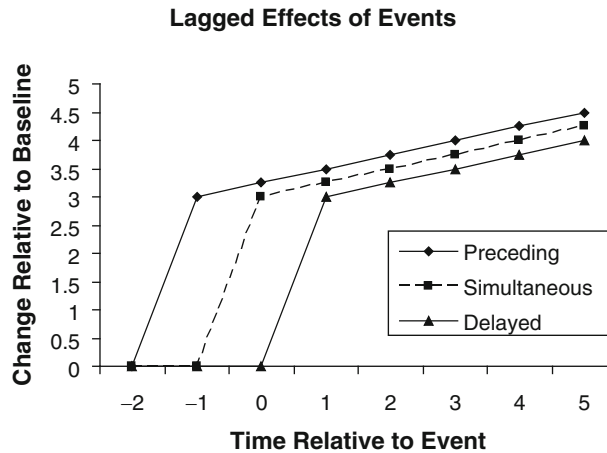 Lagged Effects of Events
Change Relative to Baseline
5
4.5
4
3.5
3
2.5
2
1.5
1
0.5
0
−2 −1 0 1 2 3 4 5
Time Relative to Event
Preceding
Simultaneous
Delayed